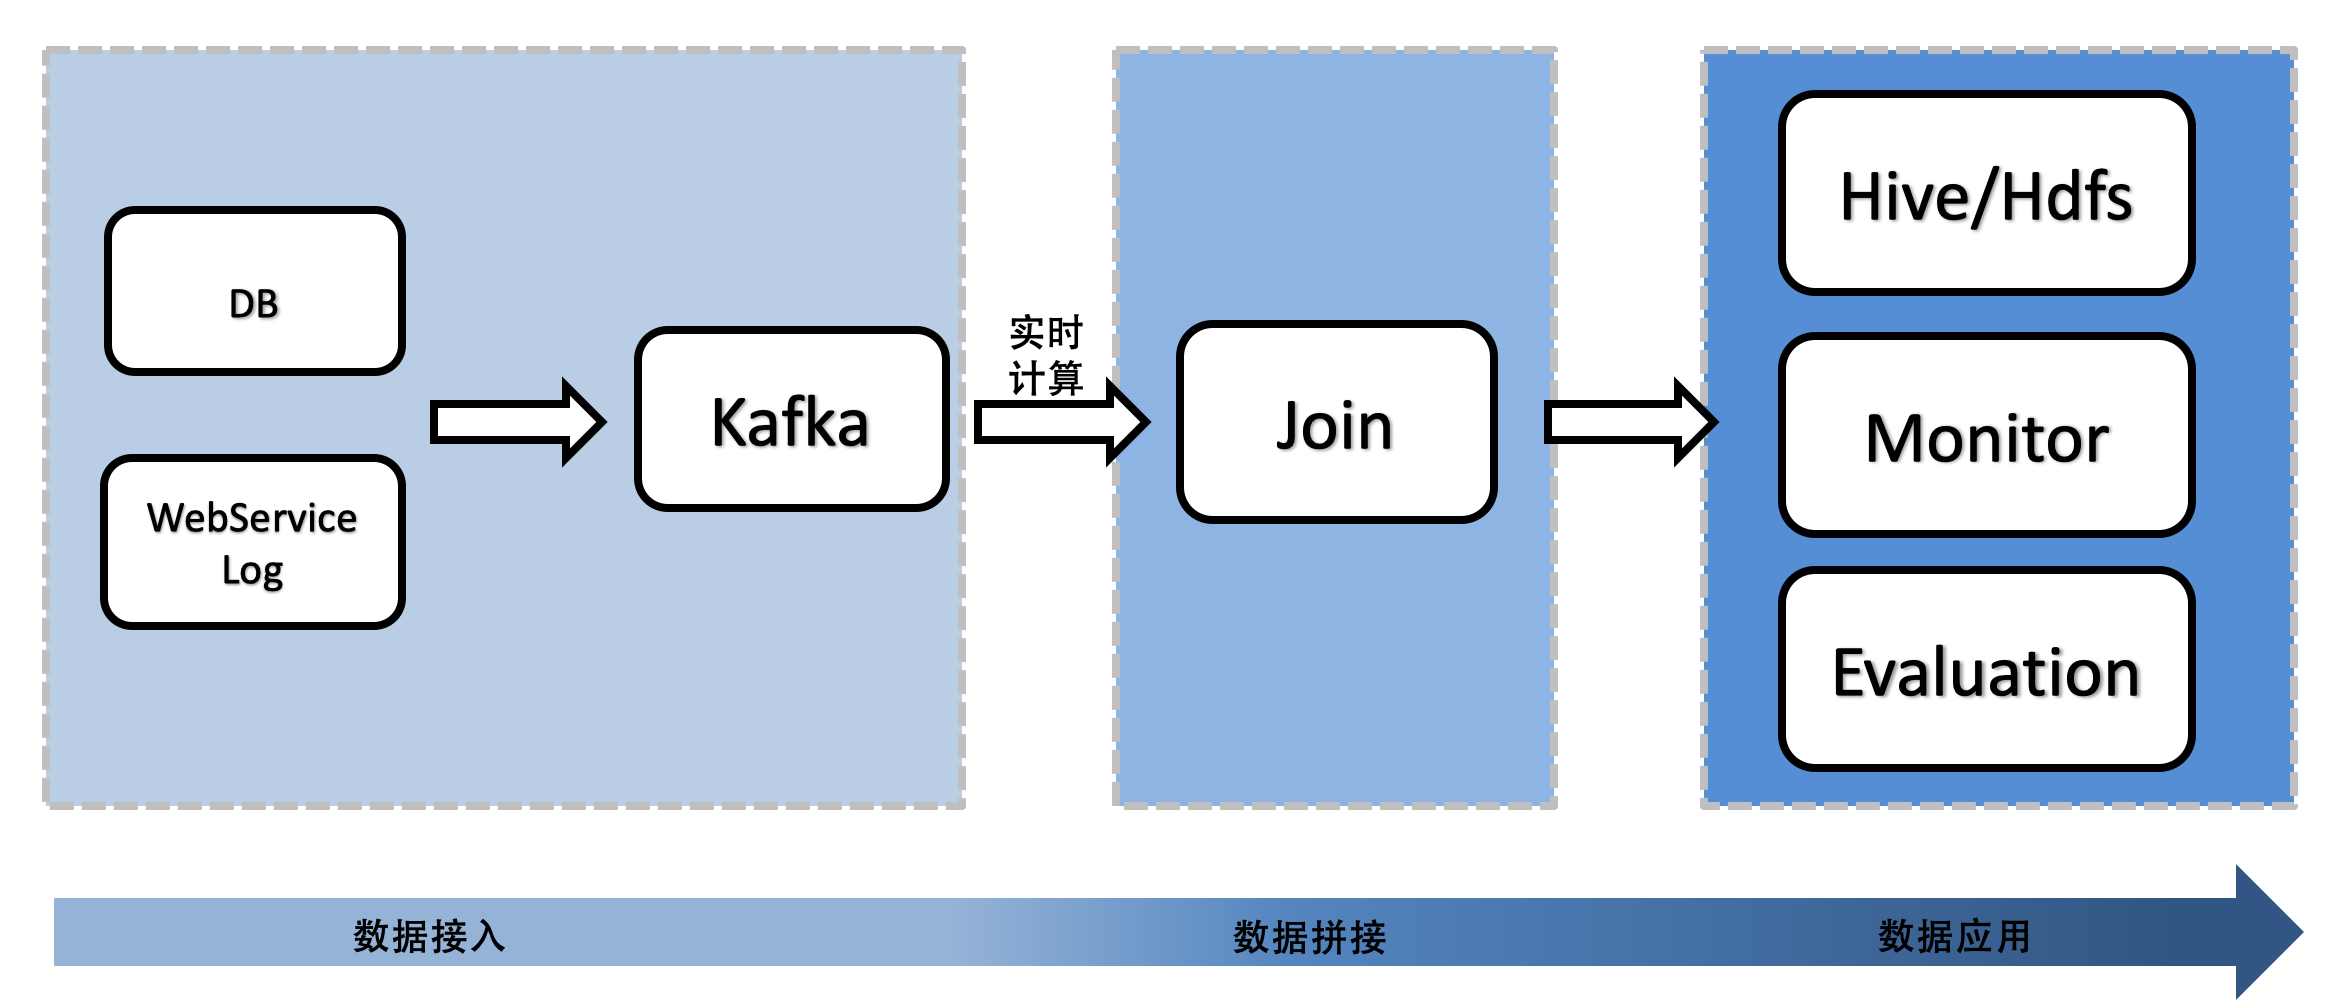 DB
WebService
Log
Kafka
实时
计算
Join
Hive/Hdfs
Monitor
Evaluation
数据接入
数据拼接
数据应用